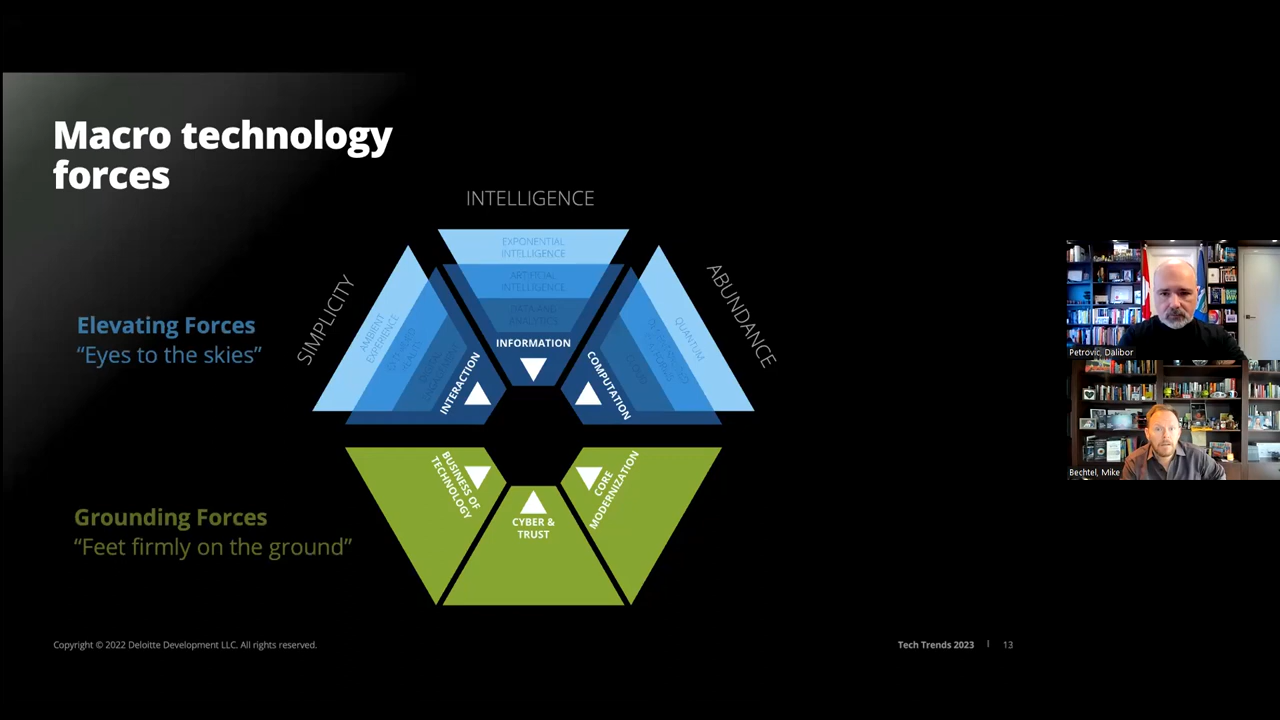 Macro technology
forces
INTELLIGENCE
SIMPLICITY
ABUNDANCE
EXPONENTIAL
INTELLIGENCE
ARTIFICIAL
INTELLIGENCE
DATA AND
ANALYTICS
INFORMATION
AMBIENT
EXPERIENCE
INTERACTION
QUANTUM
COMPUTATION
Elevating Forces
“Eyes to the skies”
BUSINESS OF
TECHNOLOGY
CYBER &
TRUST
CORE
MODERNIZATION
Grounding Forces
“Feet firmly on the ground”
Petrovic, Dalibor
Bechtel, Mike
Copyright © 2022 Deloitte Development LLC. All rights reserved.
Tech Trends 2023 | 13